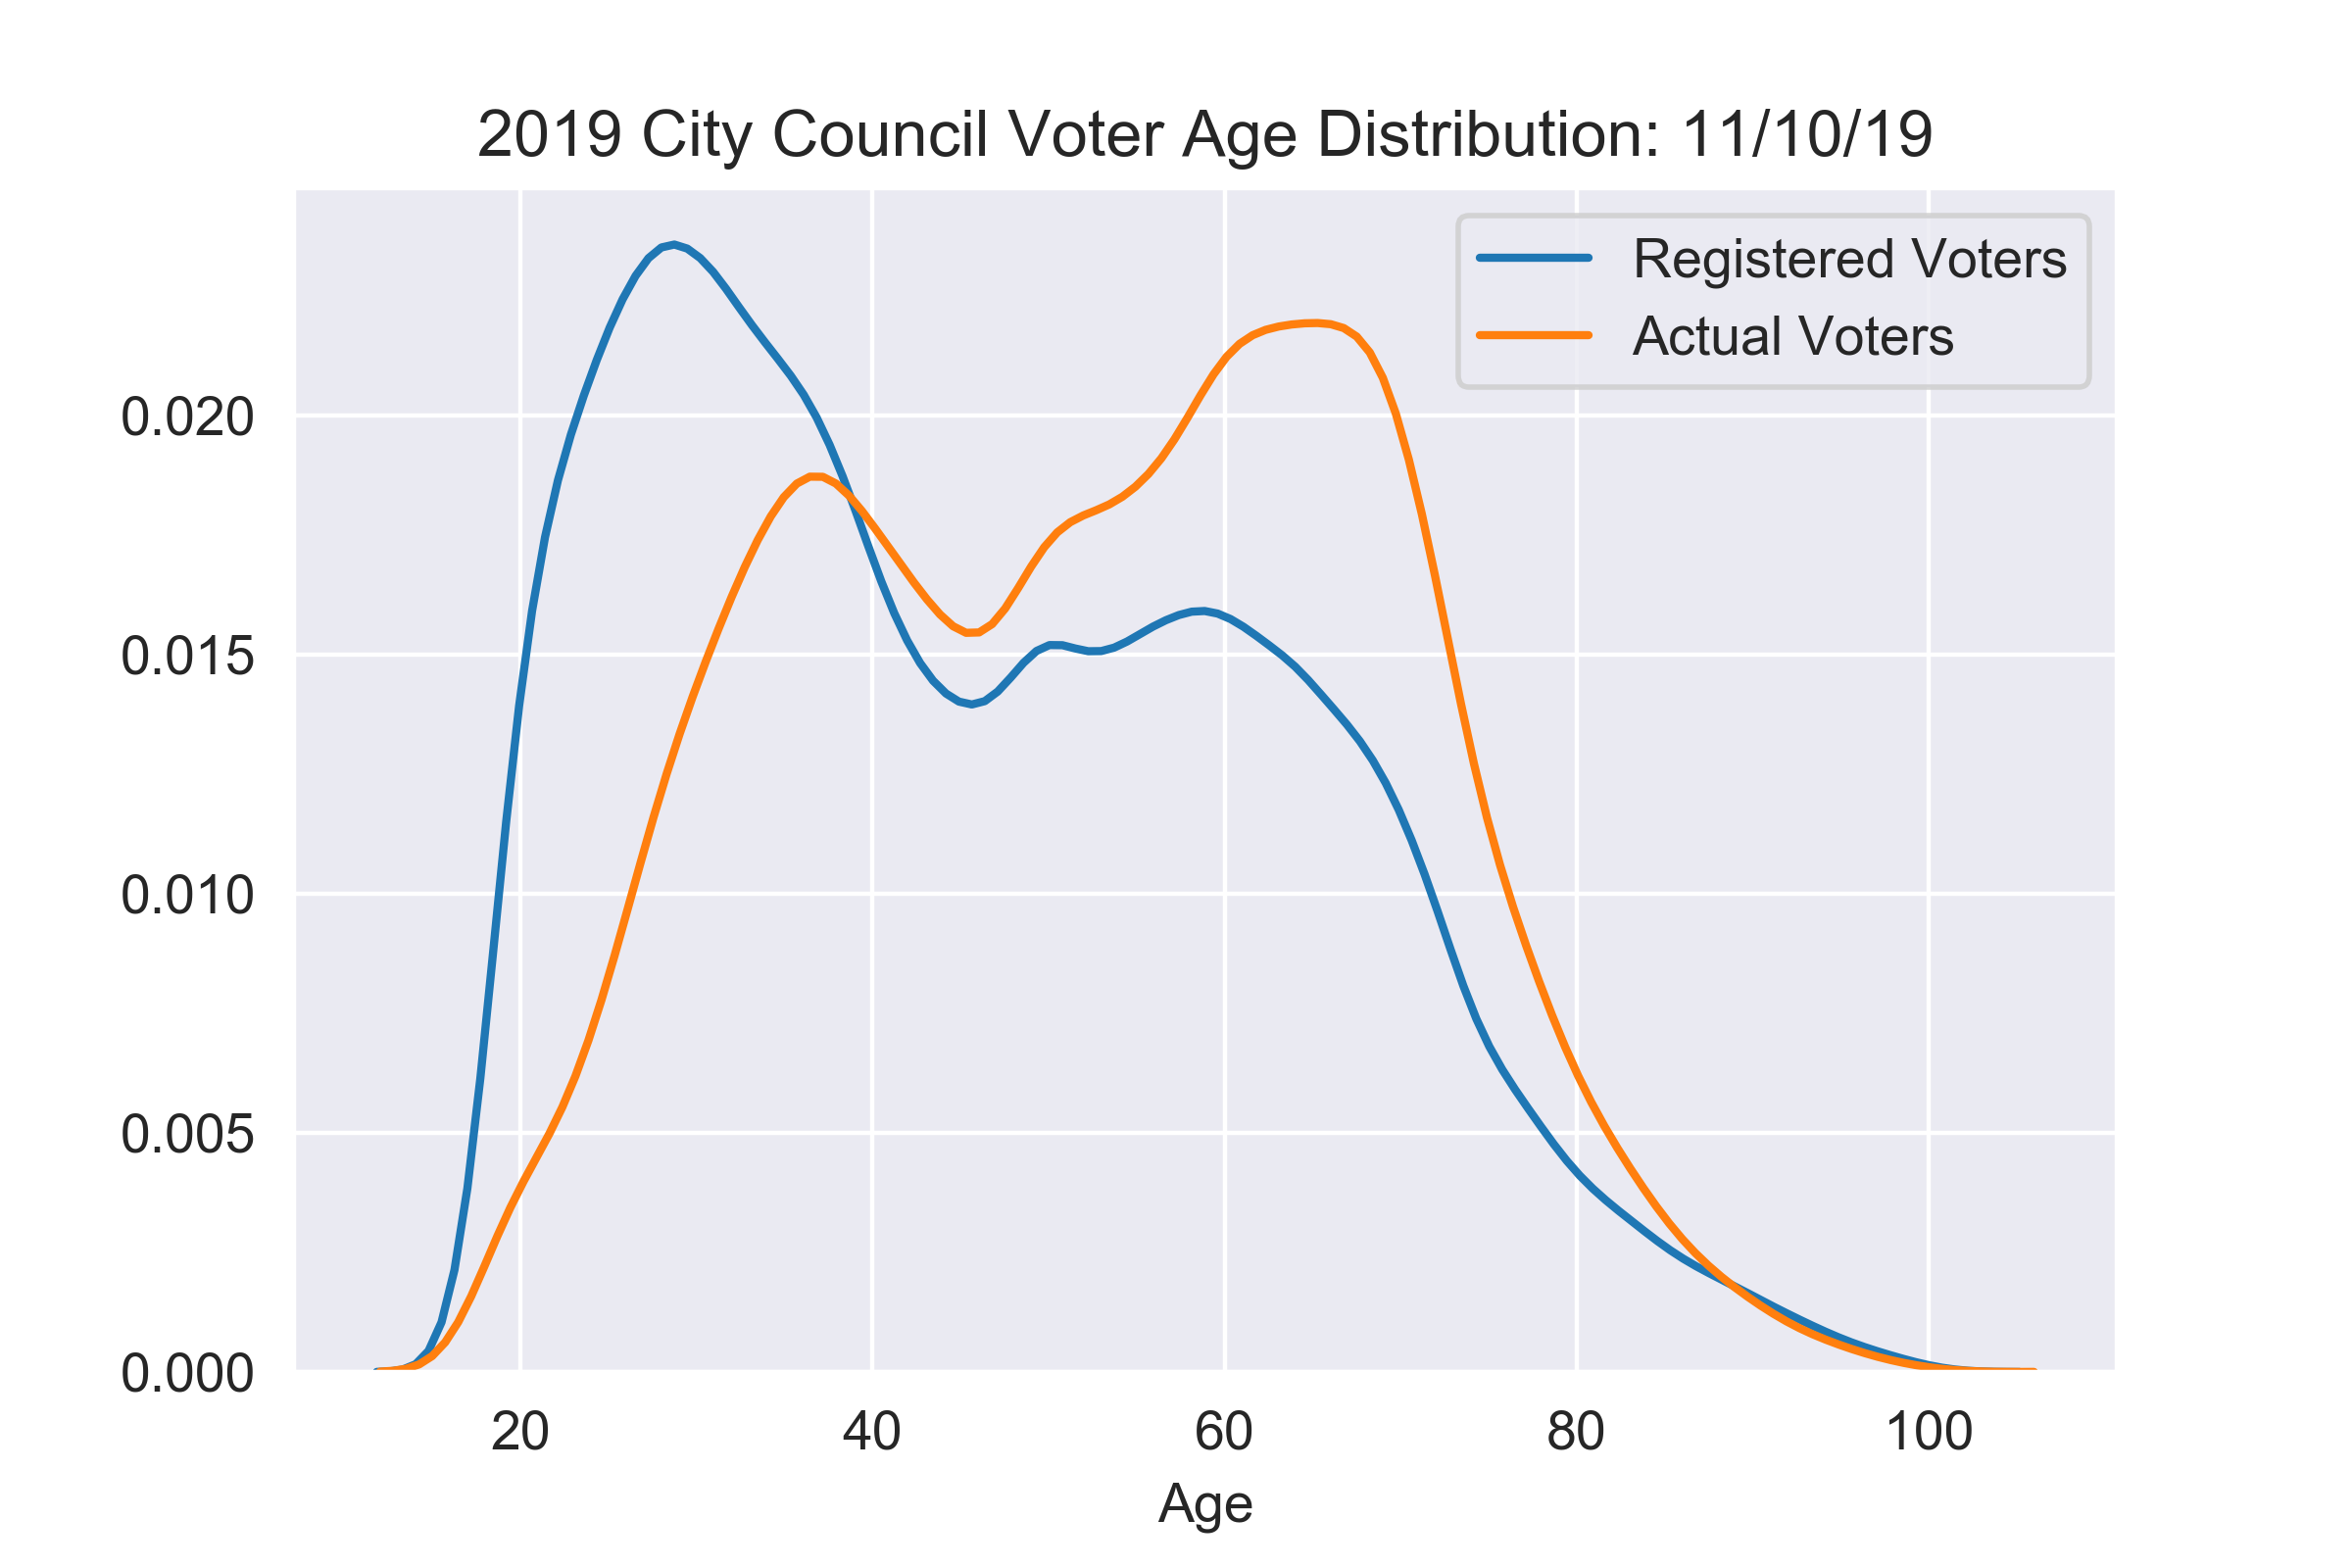 2019 City Council Voter Age Distribution: 11/10/19
Registered Voters
Actual Voters
0.020
0.015
0.010
0.005
0.000
20 40 60 80 100
Age